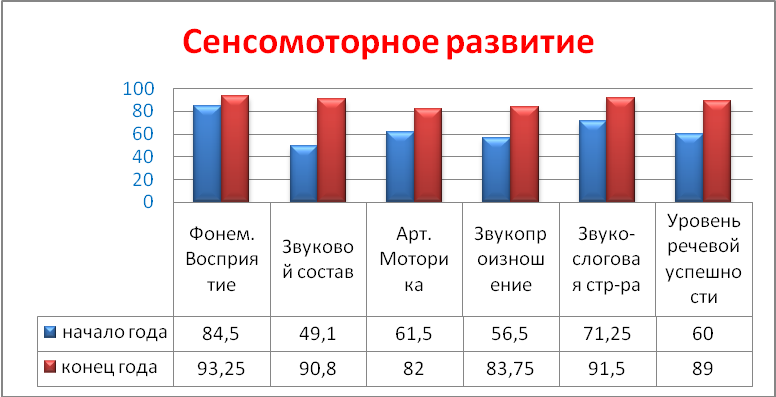 Сенсомоторное развитие
100
80
60
40
20
0
Фонем.
Восприя
тие
Звуково
й состав
Арт.
Мотори
ка
Звукопр
оизнош
ение
Звуко-
слогова
я стр-ра
Уровень
речевой
успешно
сти
начало года 84,5 49,1 61,5 56,5 71,25 60
конец года 93,25 90,8 82 83,75 91,5 89